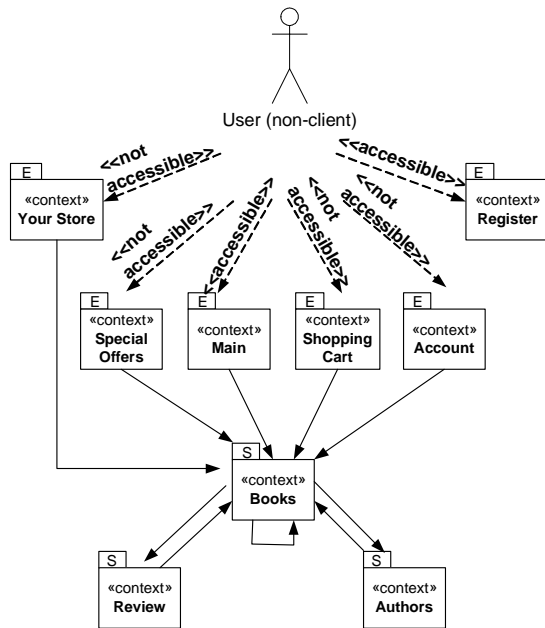 User (non-client)
<<not
accessible>>
<<accessible>>
E
«context»
Your Store
<<not
accessible>>
<<accessible>>
<<not
accessible>>
<<not
accessible>>
E
«context»
Register
E
«context»
Special
Offers
E
«context»
Main
E
«context»
Shopping
Cart
E
«context»
Account
S
«context»
Books
S
«context»
Review
S
«context»
Authors